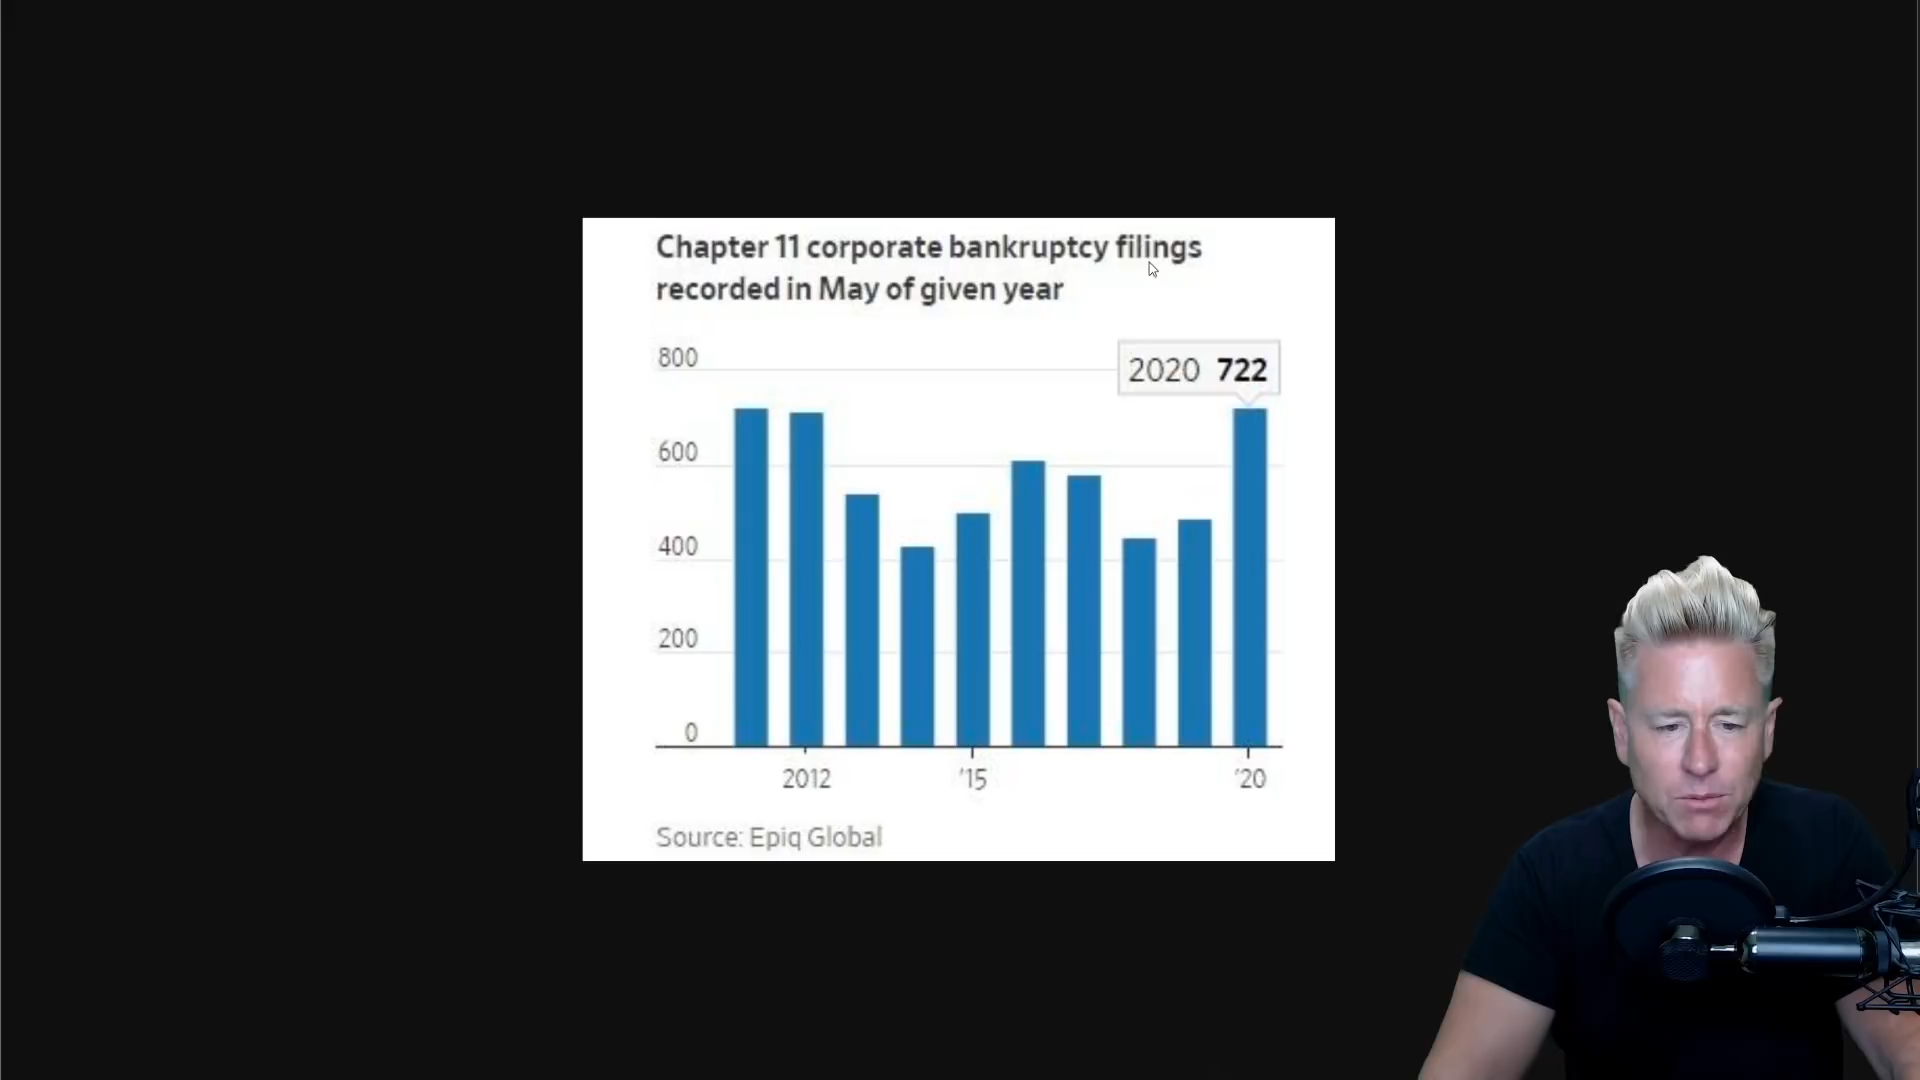 Chapter 11 corporate bankruptcy filings
recorded in May of given year
800
2020 722
600
400
200
0
2012 '15 '20
Source: Epiq Global